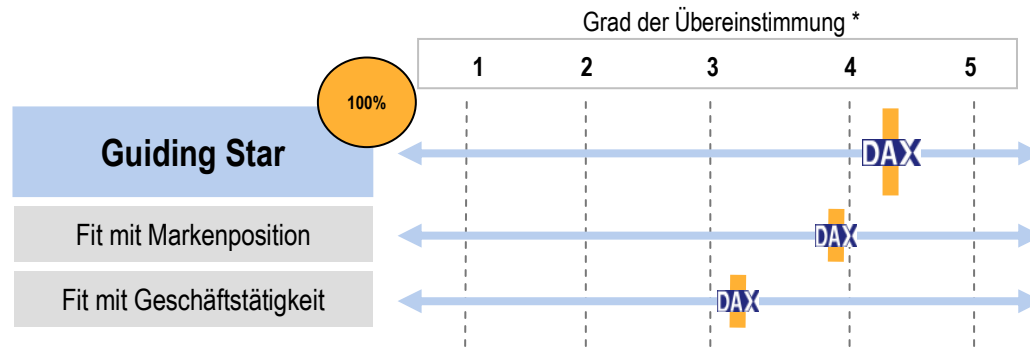 Grad der Übereinstimmung *
1 2 3 4 5
100%
Guiding Star
DAX
Fit mit Markenposition
DAX
Fit mit Geschäftstätigkeit
DAX